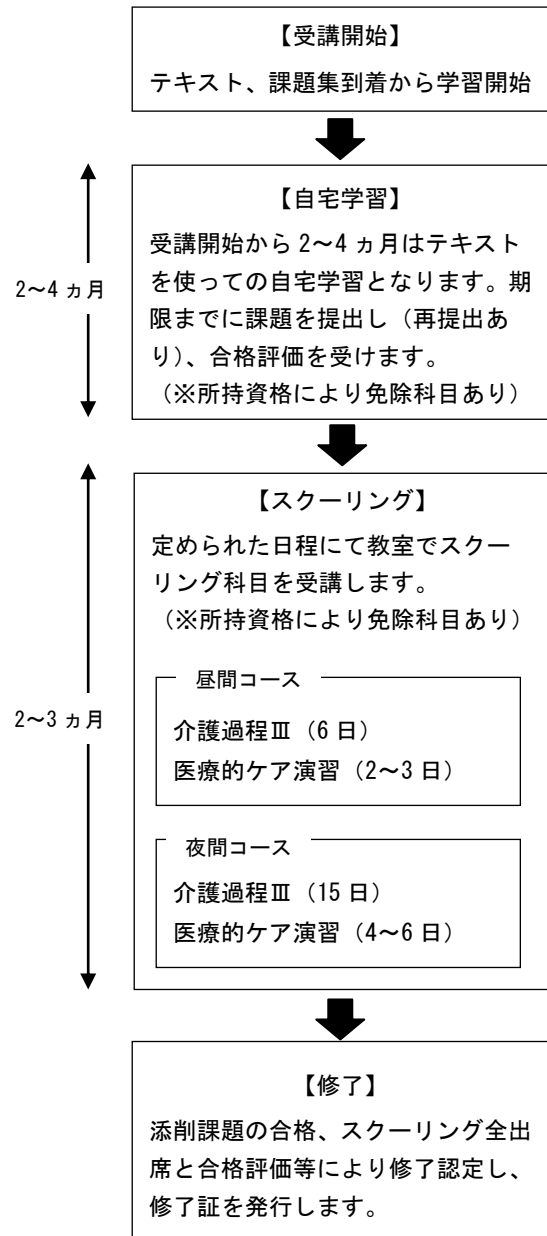 【受講開始】
テキスト、課題集到着から学習開始
【自宅学習】
受講開始から 2～4 ヵ月はテキスト
を使っての自宅学習となります。期
限までに課題を提出し（再提出あ
り）、合格評価を受けます。
（※所持資格により免除科目あり）
2～4 ヵ月
【スクーリング】
定められた日程にて教室でスクー
リング科目を受講します。
（※所持資格により免除科目あり）
2～3 ヵ月
昼間コース
介護過程Ⅲ（6 日）
医療的ケア演習（2～3 日）
夜間コース
介護過程Ⅲ（15 日）
医療的ケア演習（4～6 日）
【修了】
添削課題の合格、スクーリング全出
席と合格評価等により修了認定し、
修了証を発行します。